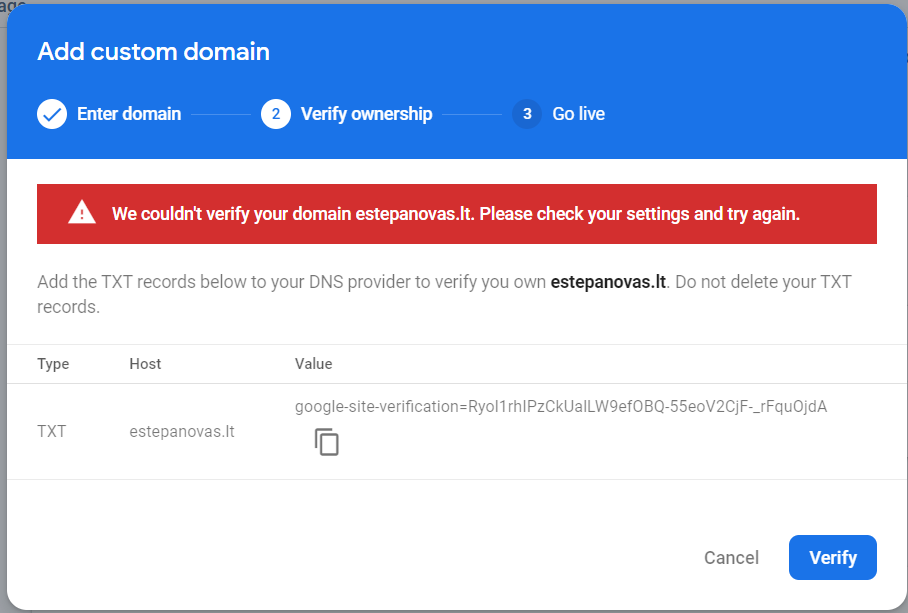 Add custom domain
Enter domain
2 Verify ownership
3 Go live
We couldn't verify your domain estepanovas.lt. Please check your settings and try again.
Add the TXT records below to your DNS provider to verify you own estepanovas.lt. Do not delete your TXT
records.
Type Host Value
google-site-verification=Ryol1rhIPzCkUalLW9efOBQ-55eoV2CjF-_rFquOjdA
TXT estepanovas.lt
Cancel Verify